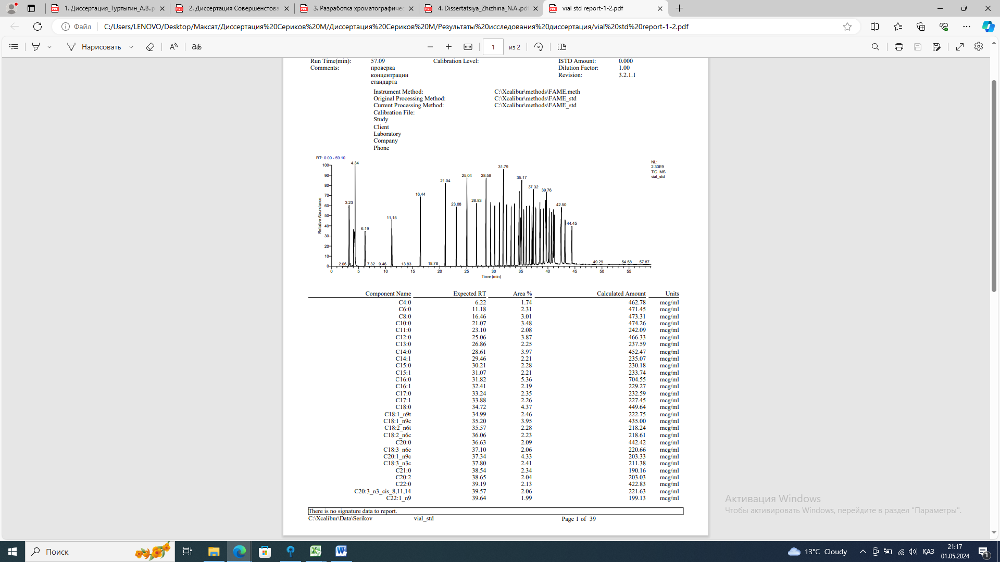 1. Диссертация_Туртыгин_А.В..p
2. Диссертация Совершенстова
3. Разработка хроматографичес
4. Dissertatsiya_Zhizhina_N.A..pdf
vial std report-1-2.pdf
Файл
C:/Users/LENOVO/Desktop/Максат/Диссертация%20Сериков%20М/Диссертация%20Сериков%20М/Результаты%20исследования%20диссертация/vial%20std%20report-1-2.pdf
Нарисовать
1 из 2
Run Time(min): 57.09 Calibration Level: ISTD Amount: 0.000
Comments: проверка Dilution Factor: 1.00
концентрации Revision: 3.2.1.1
стандарта
Instrument Method: C:\Xcalibur\methods\FAME.meth
Original Processing Method: C:\Xcalibur\methods\FAME_std
Current Processing Method: C:\Xcalibur\methods\FAME_std
Calibration File:
Study
Client
Laboratory
Company
Phone
RT: 0.00 - 59.10
NL:
2.33E9
TIC MS
vial_std
Relative Abundance
100
90
80
70
60
50
40
30
20
10
0
2.06
3.23
4.34
6.19
7.32
9.46
11.15
13.83
16.44
18.78
21.04
23.08
25.04
26.83
28.58
31.79
35.17
37.32
39.76
42.50
44.45
49.29
54.58
57.87
0 5 10 15 20 25 30 35 40 45 50 55
Time (min)
Component Name Expected RT Area % Calculated Amount Units
C4:0 6.22 1.74 462.78 mcg/ml
C6:0 11.18 2.31 471.45 mcg/ml
C8:0 16.46 3.01 473.31 mcg/ml
C10:0 21.07 3.48 474.26 mcg/ml
C11:0 23.10 2.08 242.09 mcg/ml
C12:0 25.06 3.87 466.33 mcg/ml
C13:0 26.86 2.25 237.59 mcg/ml
C14:0 28.61 3.97 452.47 mcg/ml
C14:1 29.46 2.21 235.07 mcg/ml
C15:0 30.21 2.28 230.18 mcg/ml
C15:1 31.07 2.21 233.74 mcg/ml
C16:0 31.82 5.36 704.55 mcg/ml
C16:1 32.41 2.19 229.27 mcg/ml
C17:0 33.24 2.35 232.59 mcg/ml
C17:1 33.88 2.26 227.45 mcg/ml
C18:0 34.72 4.37 449.64 mcg/ml
C18:1_n9t 34.99 2.46 222.75 mcg/ml
C18:1_n9c 35.20 3.95 435.00 mcg/ml
C18:2_n6t 35.57 2.28 218.24 mcg/ml
C18:2_n6c 36.06 2.23 218.61 mcg/ml
C20:0 36.63 2.09 442.42 mcg/ml
C18:3_n6c 37.10 2.06 220.66 mcg/ml
C20:1_n9c 37.34 4.33 203.33 mcg/ml
C18:3_n3c 37.80 2.41 211.38 mcg/ml
C21:0 38.54 2.34 190.16 mcg/ml
C20:2 38.65 2.04 203.03 mcg/ml
C22:0 39.19 2.13 422.83 mcg/ml
C20:3_n3_cis_8,11,14 39.57 2.06 221.63 mcg/ml
C22:1_n9 39.64 1.99 199.13 mcg/ml
There is no signature data to report.
C:\Xcalibur\Data\Serikov vial_std Page 1 of 39
Активация Windows
Чтобы активировать Windows, перейдите в раздел "Параметры".
Поиск
13°C Cloudy
ҚАЗ
21:17
01.05.2024
1